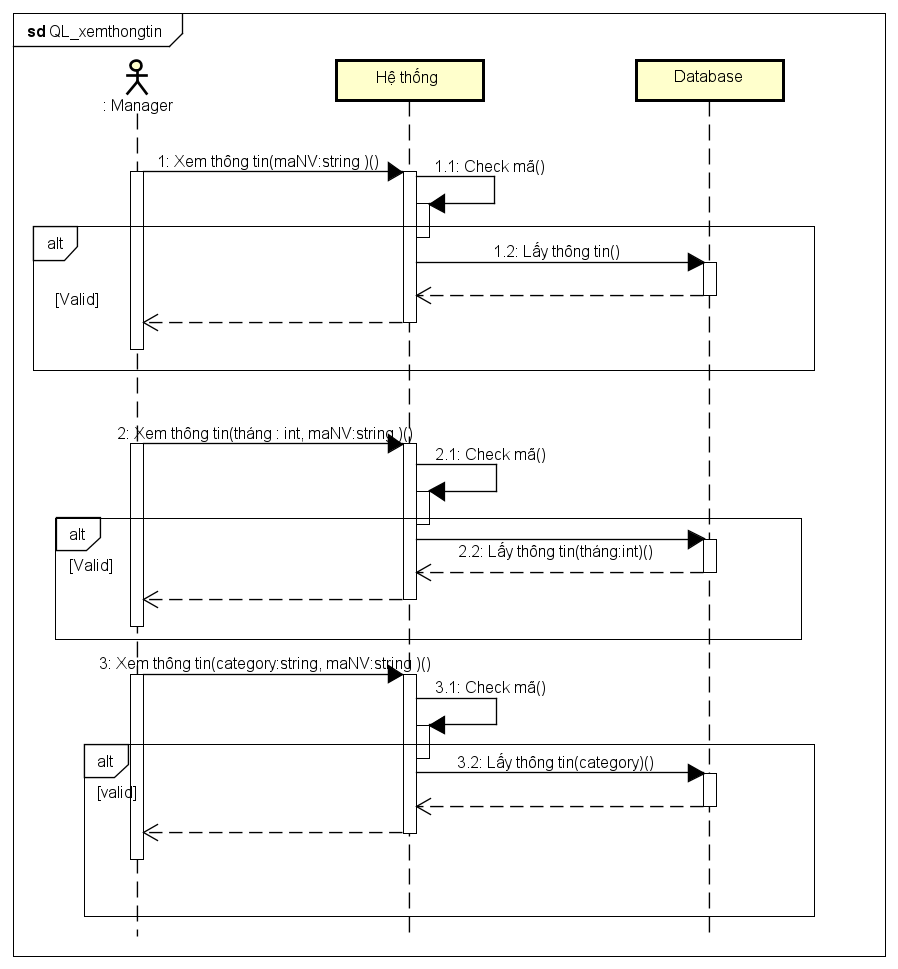 sd QL_xemthongtin
Hệ thống
Database
: Manager
1: Xem thông tin(maNV:string )()
1.1: Check mã()
alt
1.2: Lấy thông tin()
[Valid]
2: Xem thông tin(tháng : int, maNV:string )()
2.1: Check mã()
alt
2.2: Lấy thông tin(tháng:int)()
[Valid]
3: Xem thông tin(category:string, maNV:string )()
3.1: Check mã()
alt
3.2: Lấy thông tin(category)()
[valid]